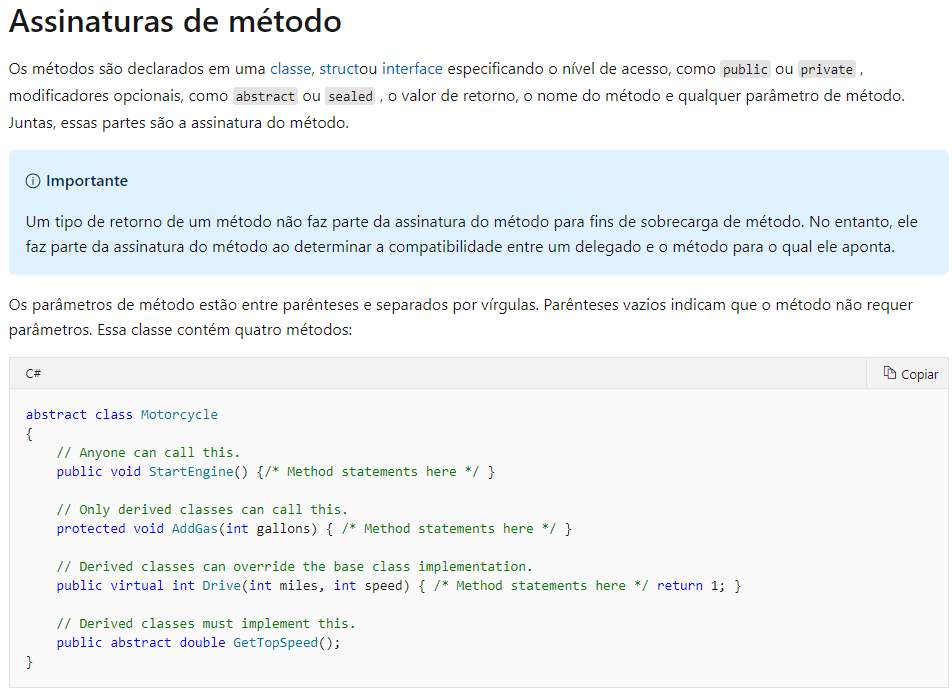 Assinaturas de método
Os métodos são declarados em uma classe, structou interface especificando o nível de acesso, como public ou private ,
modificadores opcionais, como abstract ou sealed , o valor de retorno, o nome do método e qualquer parâmetro de método.
Juntas, essas partes são a assinatura do método.
Importante
Um tipo de retorno de um método não faz parte da assinatura do método para fins de sobrecarga de método. No entanto, ele
faz parte da assinatura do método ao determinar a compatibilidade entre um delegado e o método para o qual ele aponta.
Os parâmetros de método estão entre parênteses e separados por vírgulas. Parênteses vazios indicam que o método não requer
parâmetros. Essa classe contém quatro métodos:
C# Copiar
abstract class Motorcycle
{
    // Anyone can call this.
    public void StartEngine() {/* Method statements here */ }

    // Only derived classes can call this.
    protected void AddGas(int gallons) { /* Method statements here */ }

    // Derived classes can override the base class implementation.
    public virtual int Drive(int miles, int speed) { /* Method statements here */ return 1; }

    // Derived classes must implement this.
    public abstract double GetTopSpeed();
}